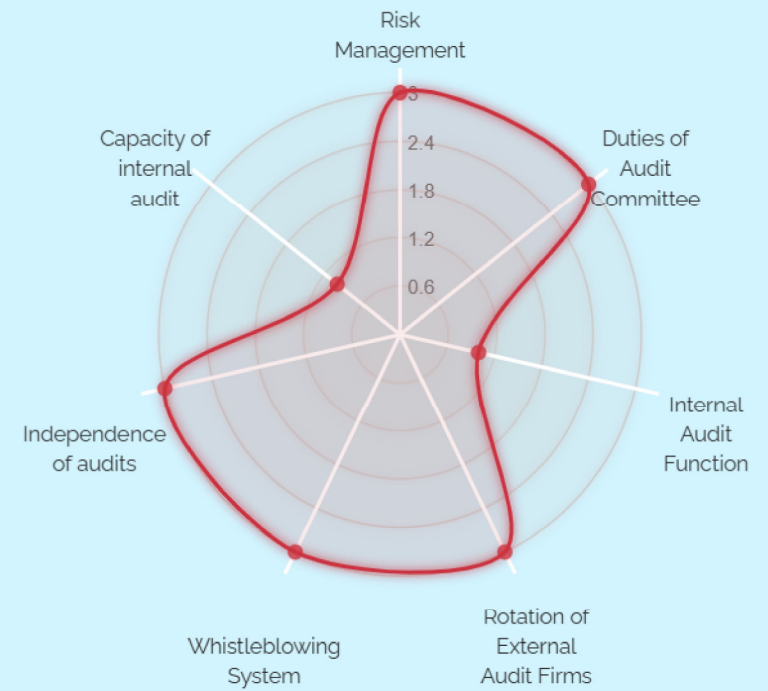 Risk
Management
3
2.4
1.8
1.2
0.6
Duties of
Audit
Committee
Internal
Audit
Function
Rotation of
External
Audit Firms
Whistleblowing
System
Independence
of audits
Capacity of
internal
audit